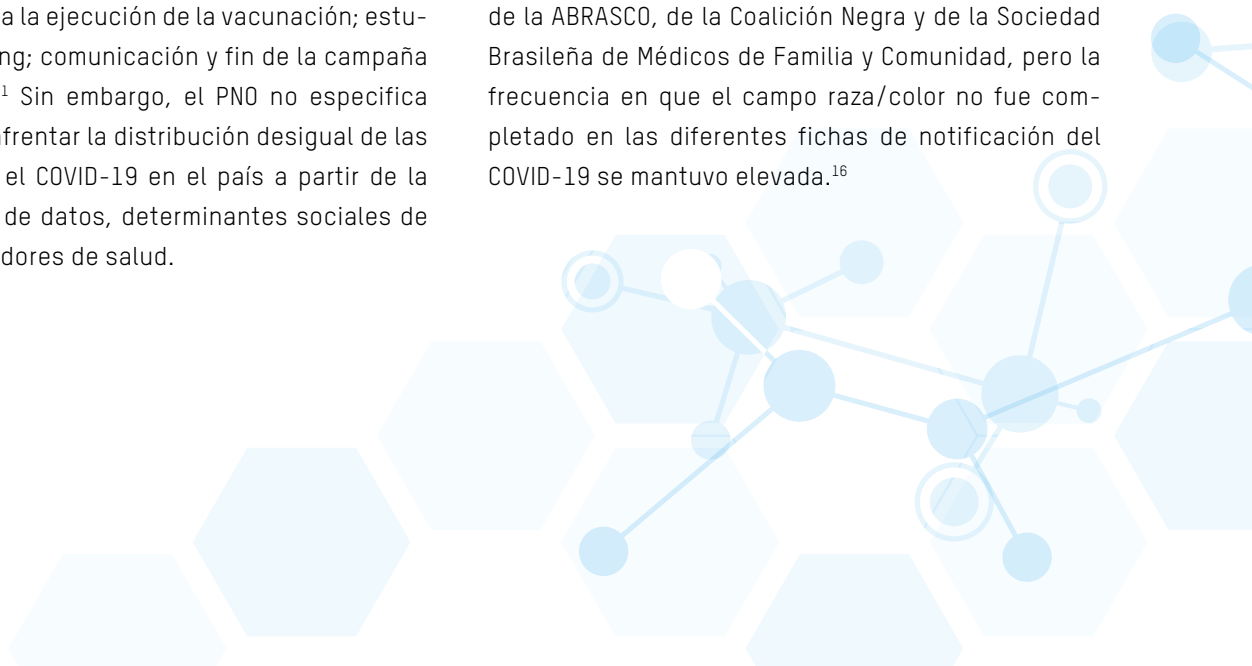 a la ejecución de la vacunación; estu-
ng; comunicación y fin de la campaña
1 Sin embargo, el PNO no especifica
frentar la distribución desigual de las
el COVID-19 en el país a partir de la
de datos, determinantes sociales de
dores de salud.
de la ABRASCO, de la Coalición Negra y de la Sociedad
Brasileña de Médicos de Familia y Comunidad, pero la
frecuencia en que el campo raza/color no fue com-
pletado en las diferentes fichas de notificación del
COVID-19 se mantuvo elevada.16